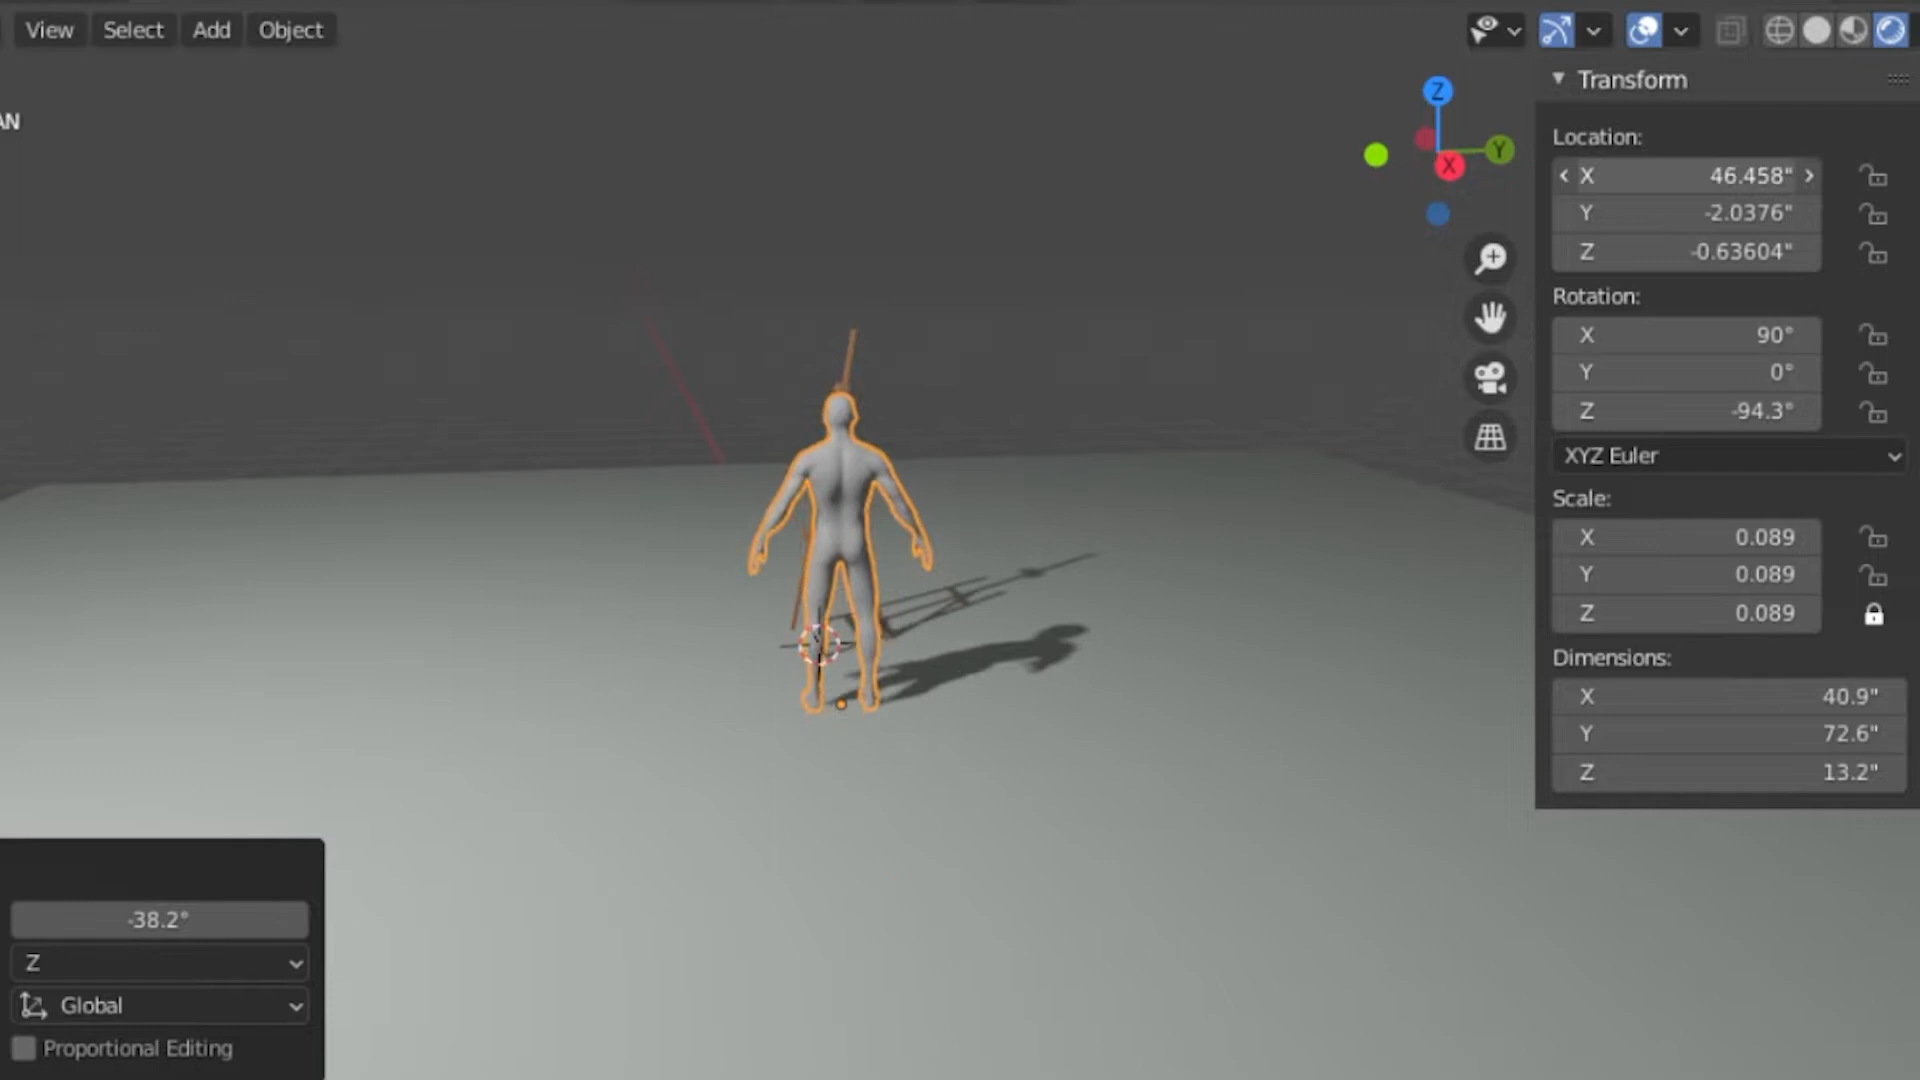 View Select Add Object
AN
Z
Y
X
Transform
Location:
X 46.458"
Y -2.0376"
Z -0.63604"
Rotation:
X 90°
Y 0°
Z -94.3°
XYZ Euler
Scale:
X 0.089
Y 0.089
Z 0.089
Dimensions:
X 40.9"
Y 72.6"
Z 13.2"
-38.2°
Z
Global
Proportional Editing